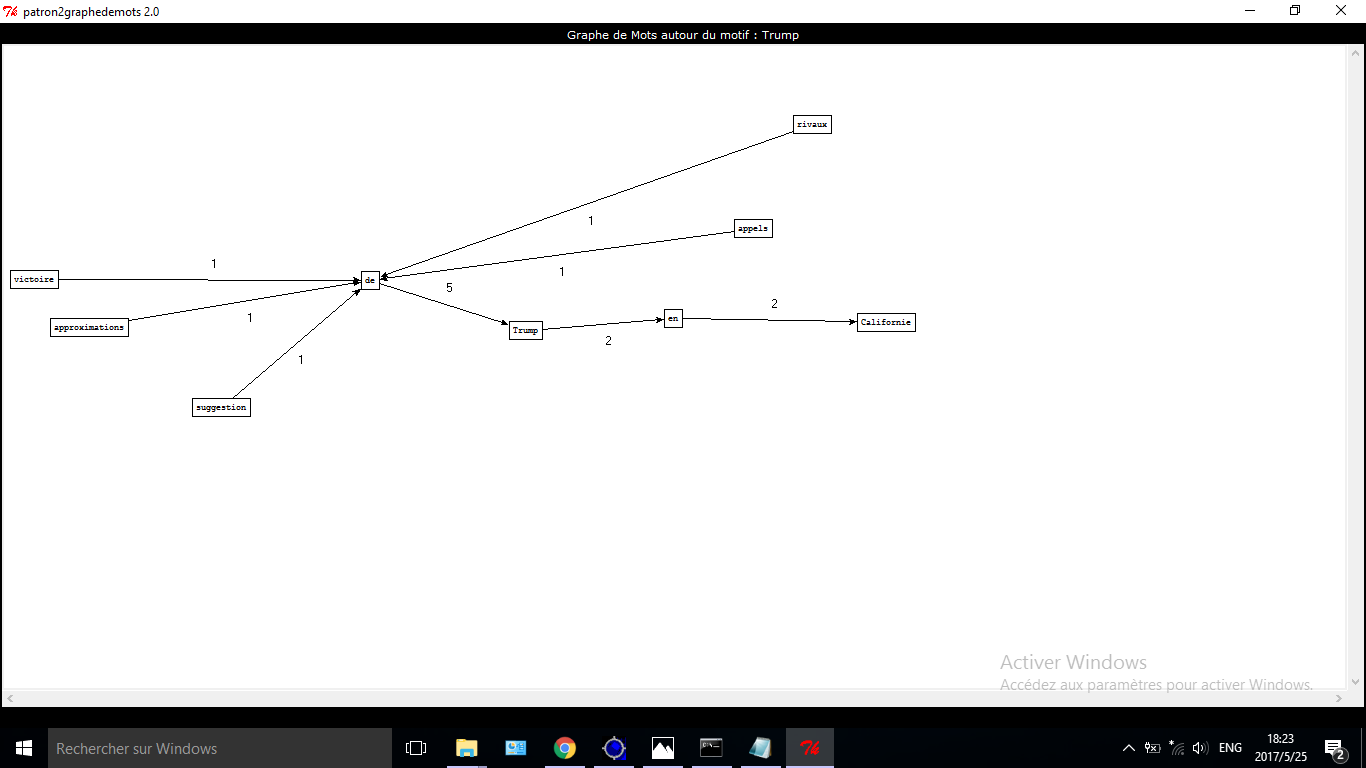 patron2graphedemots 2.0
Graphe de Mots autour du motif : Trump
rivaux
1
appels
1
victoire
1
de
5
approximations
1
Trump
2
en
2
Californie
1
suggestion
Activer Windows
Accédez aux paramètres pour activer Windows.
Rechercher sur Windows
ENG
18:23
2017/5/25
2